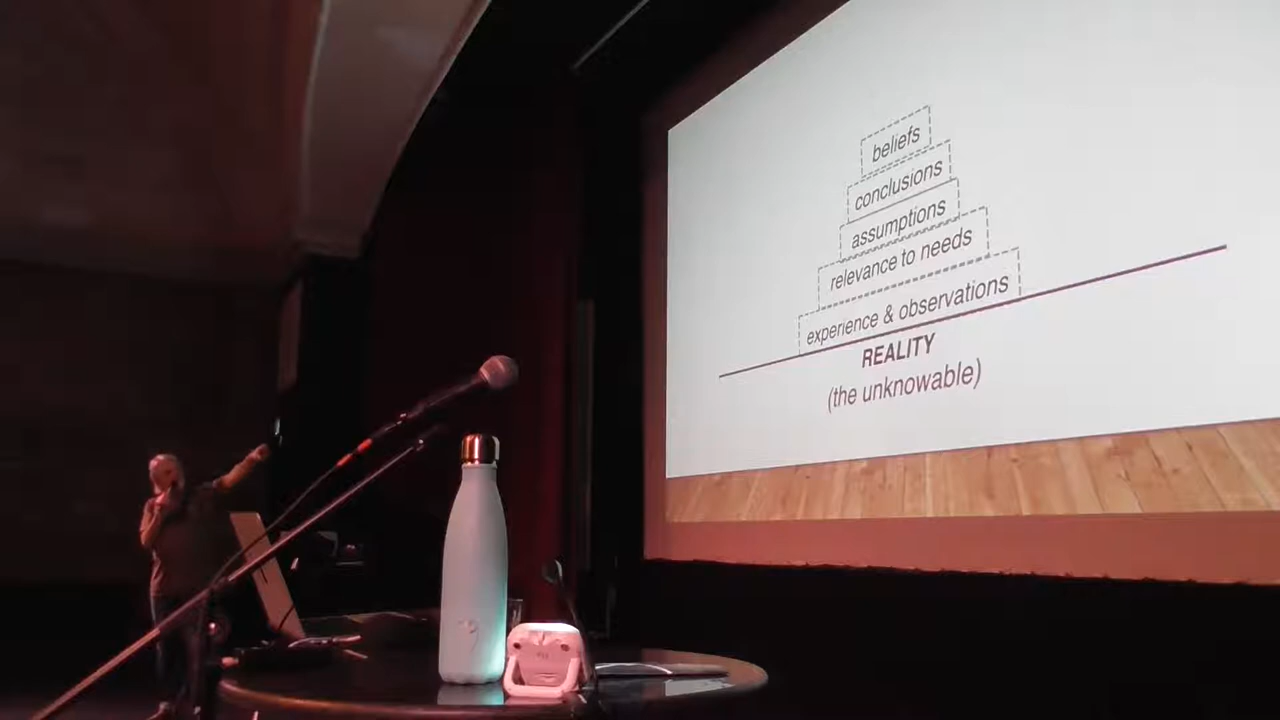 beliefs
conclusions
assumptions
relevance to needs
experience & observations
REALITY
(the unknowable)